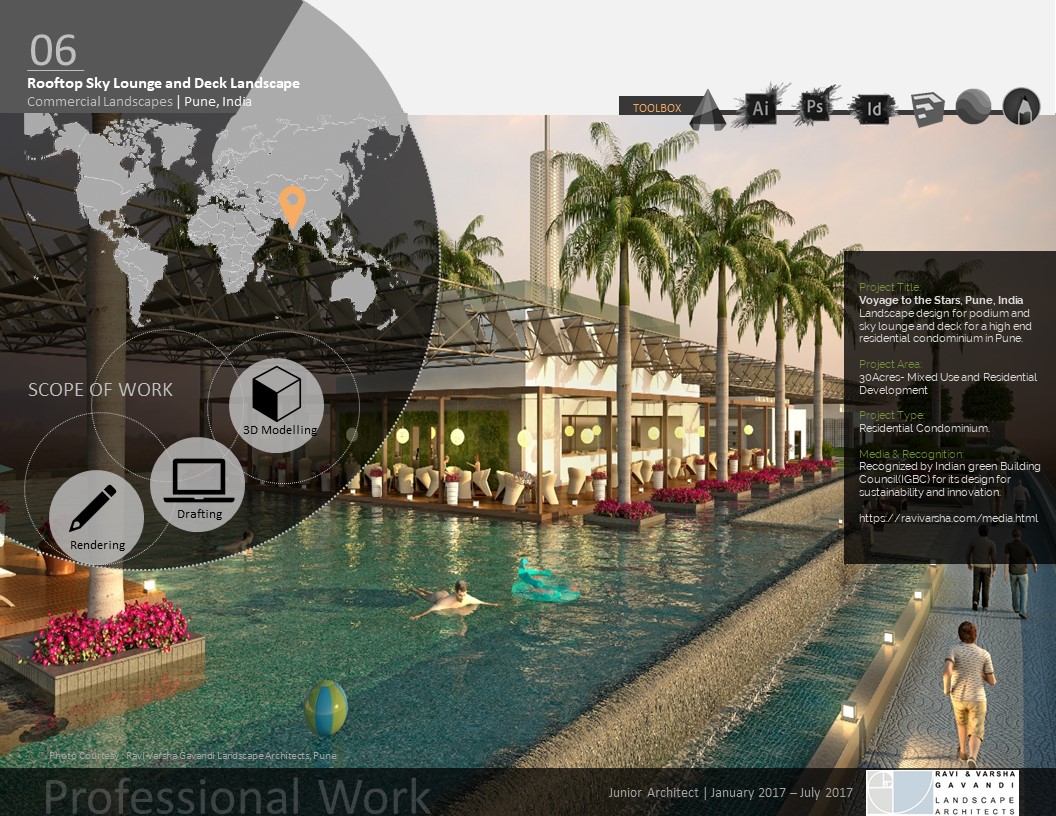 06
Rooftop Sky Lounge and Deck Landscape
Commercial Landscapes | Pune, India
TOOLBOX
Ai
Ps
Id
Project Title:
Voyage to the Stars, Pune, India
Landscape design for podium and
sky lounge and deck for a high end
residential condominium in Pune.
Project Area:
30Acres- Mixed Use and Residential
Development
Project Type:
Residential Condominium.
Media & Recognition:
Recognized by Indian green Building
Council(IGBC) for its design for
sustainability and innovation.
https://ravivarsha.com/media.html
SCOPE OF WORK
3D Modelling
Drafting
Rendering
Photo Courtesy : Ravi Varsha Gavandi Landscape Architects, Pune
Professional Work
Junior Architect | January 2017 – July 2017
RAVI & VARSHA
GAVANDI
LANDSCAPE
ARCHITECTS